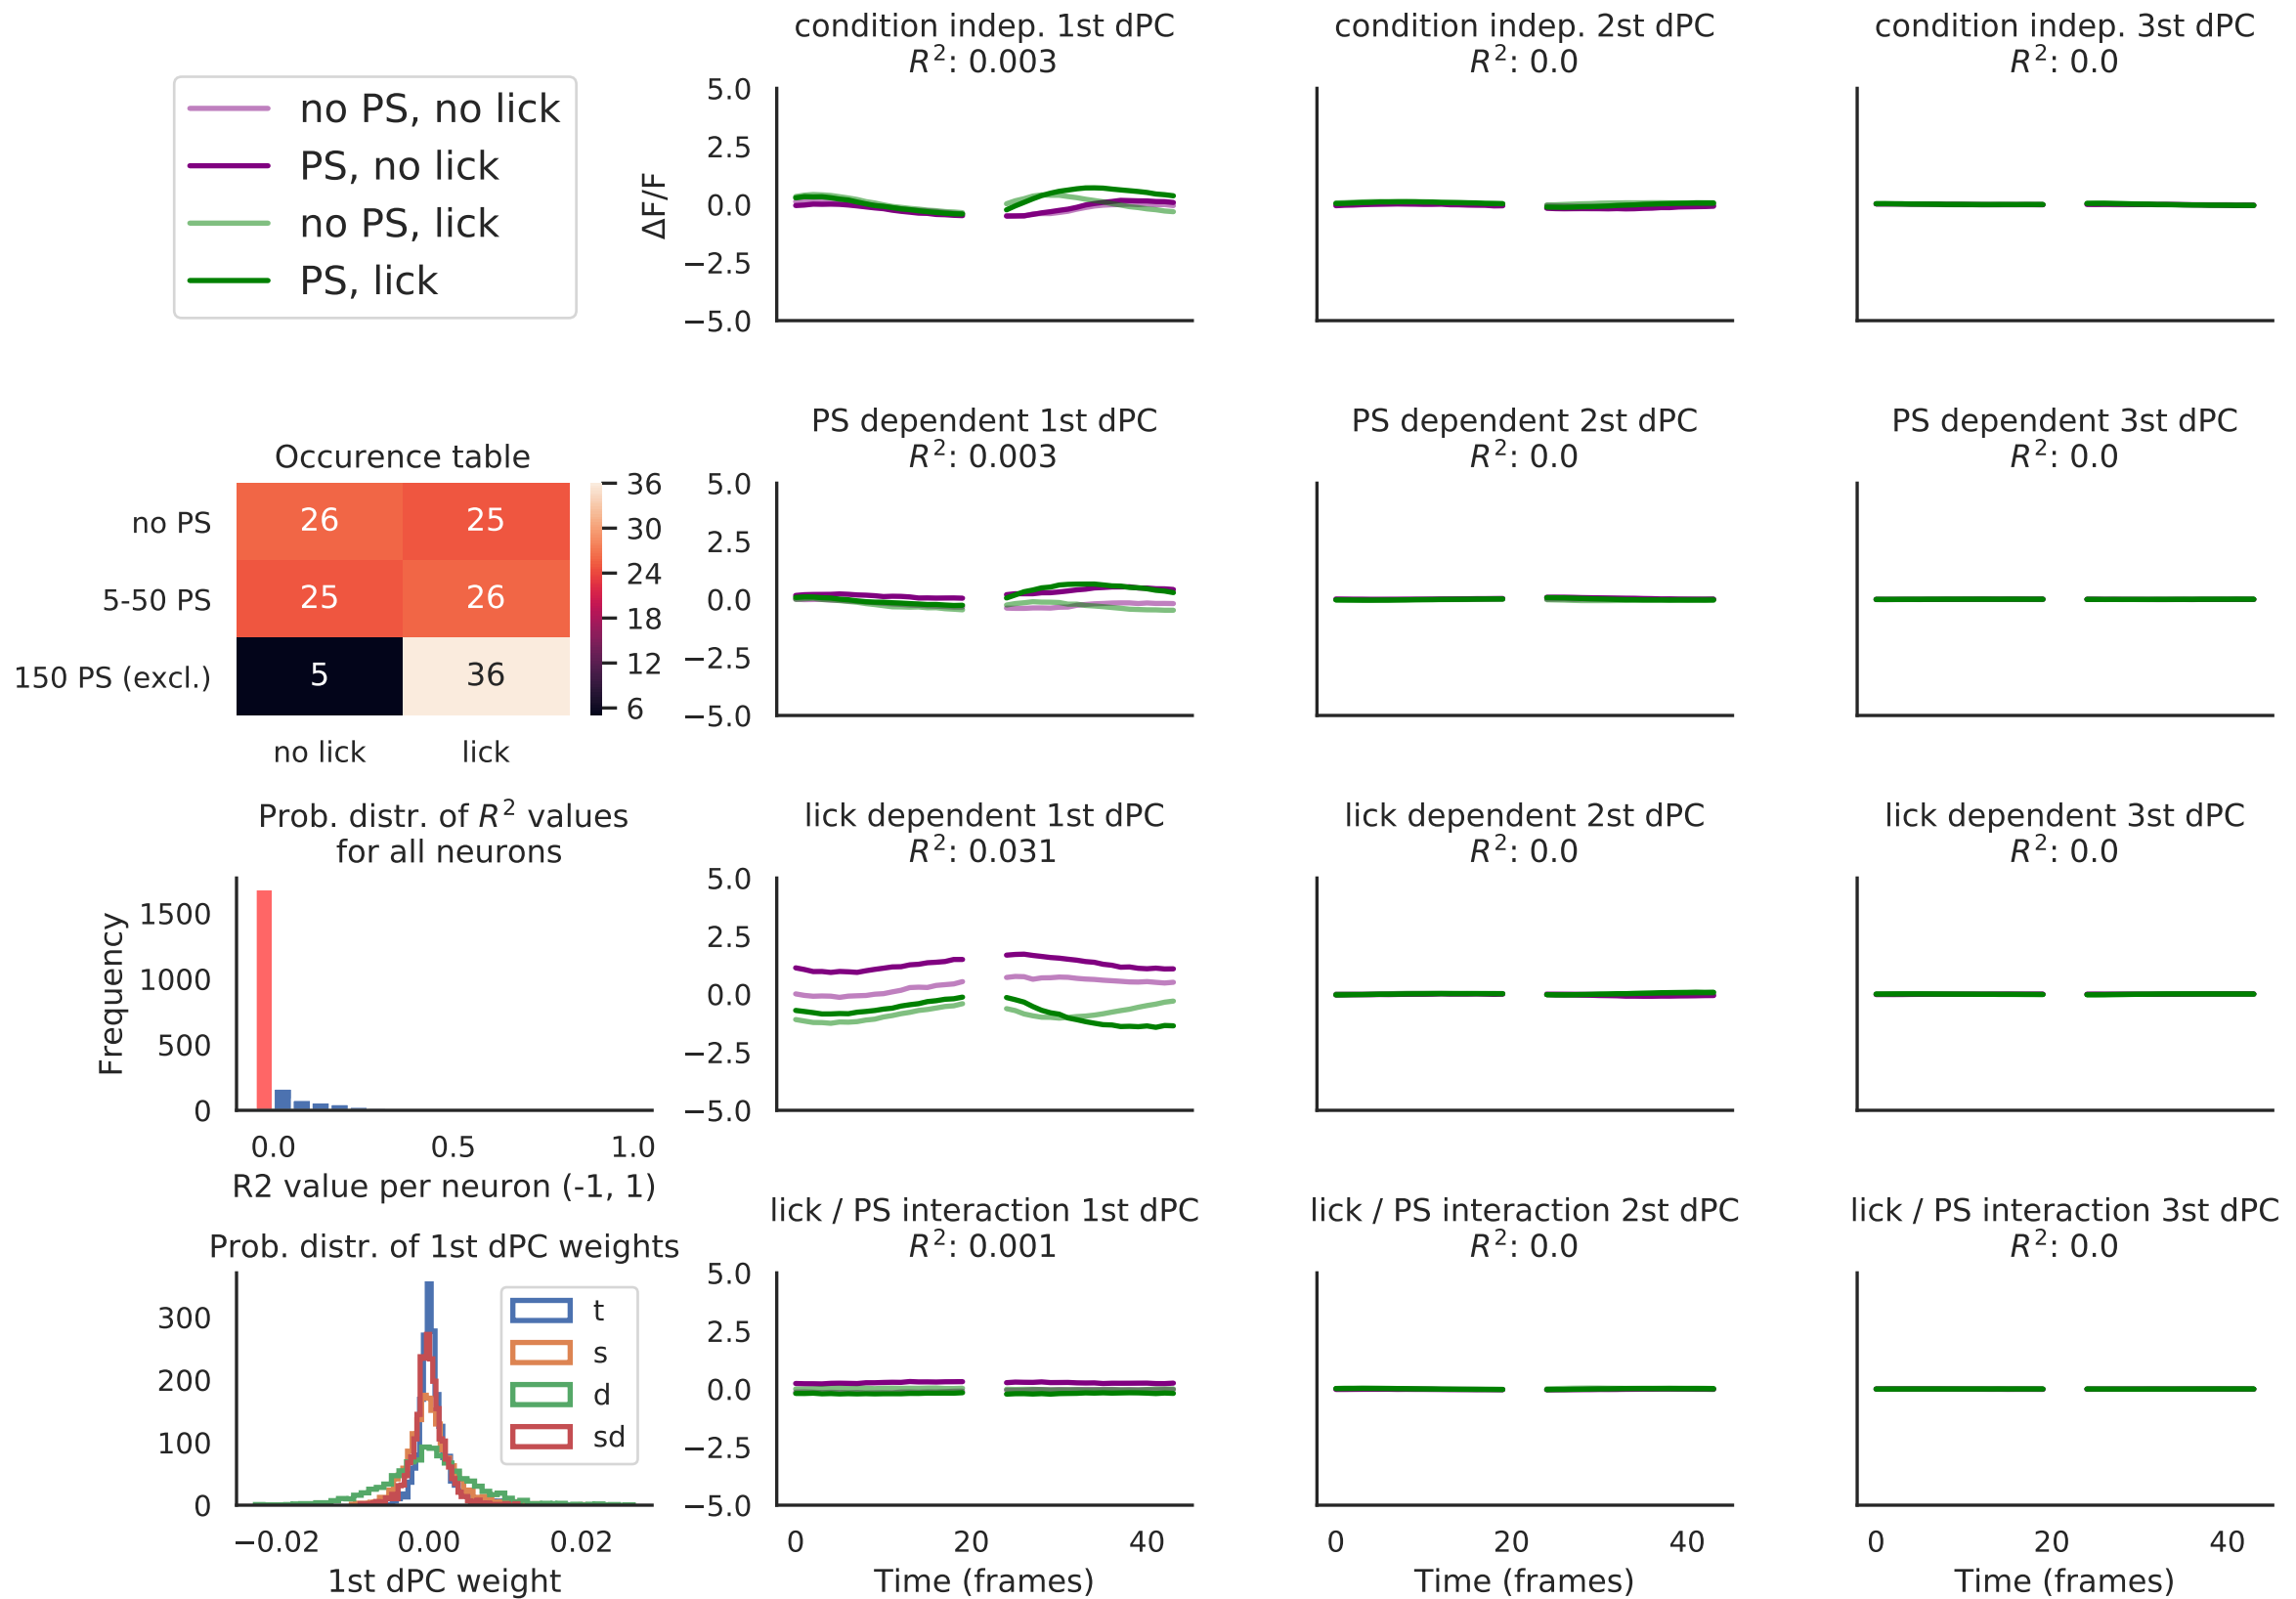 no PS, no lick
PS, no lick
no PS, lick
PS, lick
condition indep. 1st dPC
R²: 0.003
5.0
2.5
0.0
−2.5
−5.0
ΔF/F
condition indep. 2st dPC
R²: 0.0
condition indep. 3st dPC
R²: 0.0
Occurence table
no PS
5-50 PS
150 PS (excl.)
26
25
25
26
5
36
no lick
lick
36
30
24
18
12
6
PS dependent 1st dPC
R²: 0.003
5.0
2.5
0.0
−2.5
−5.0
PS dependent 2st dPC
R²: 0.0
PS dependent 3st dPC
R²: 0.0
Prob. distr. of R² values
for all neurons
Frequency
1500
1000
500
0
0.0
0.5
1.0
R2 value per neuron (-1, 1)
lick dependent 1st dPC
R²: 0.031
5.0
2.5
0.0
−2.5
−5.0
lick dependent 2st dPC
R²: 0.0
lick dependent 3st dPC
R²: 0.0
Prob. distr. of 1st dPC weights
300
200
100
0
t
s
d
sd
−0.02
0.00
0.02
1st dPC weight
lick / PS interaction 1st dPC
R²: 0.001
5.0
2.5
0.0
−2.5
−5.0
0
20
40
Time (frames)
lick / PS interaction 2st dPC
R²: 0.0
0
20
40
Time (frames)
lick / PS interaction 3st dPC
R²: 0.0
0
20
40
Time (frames)